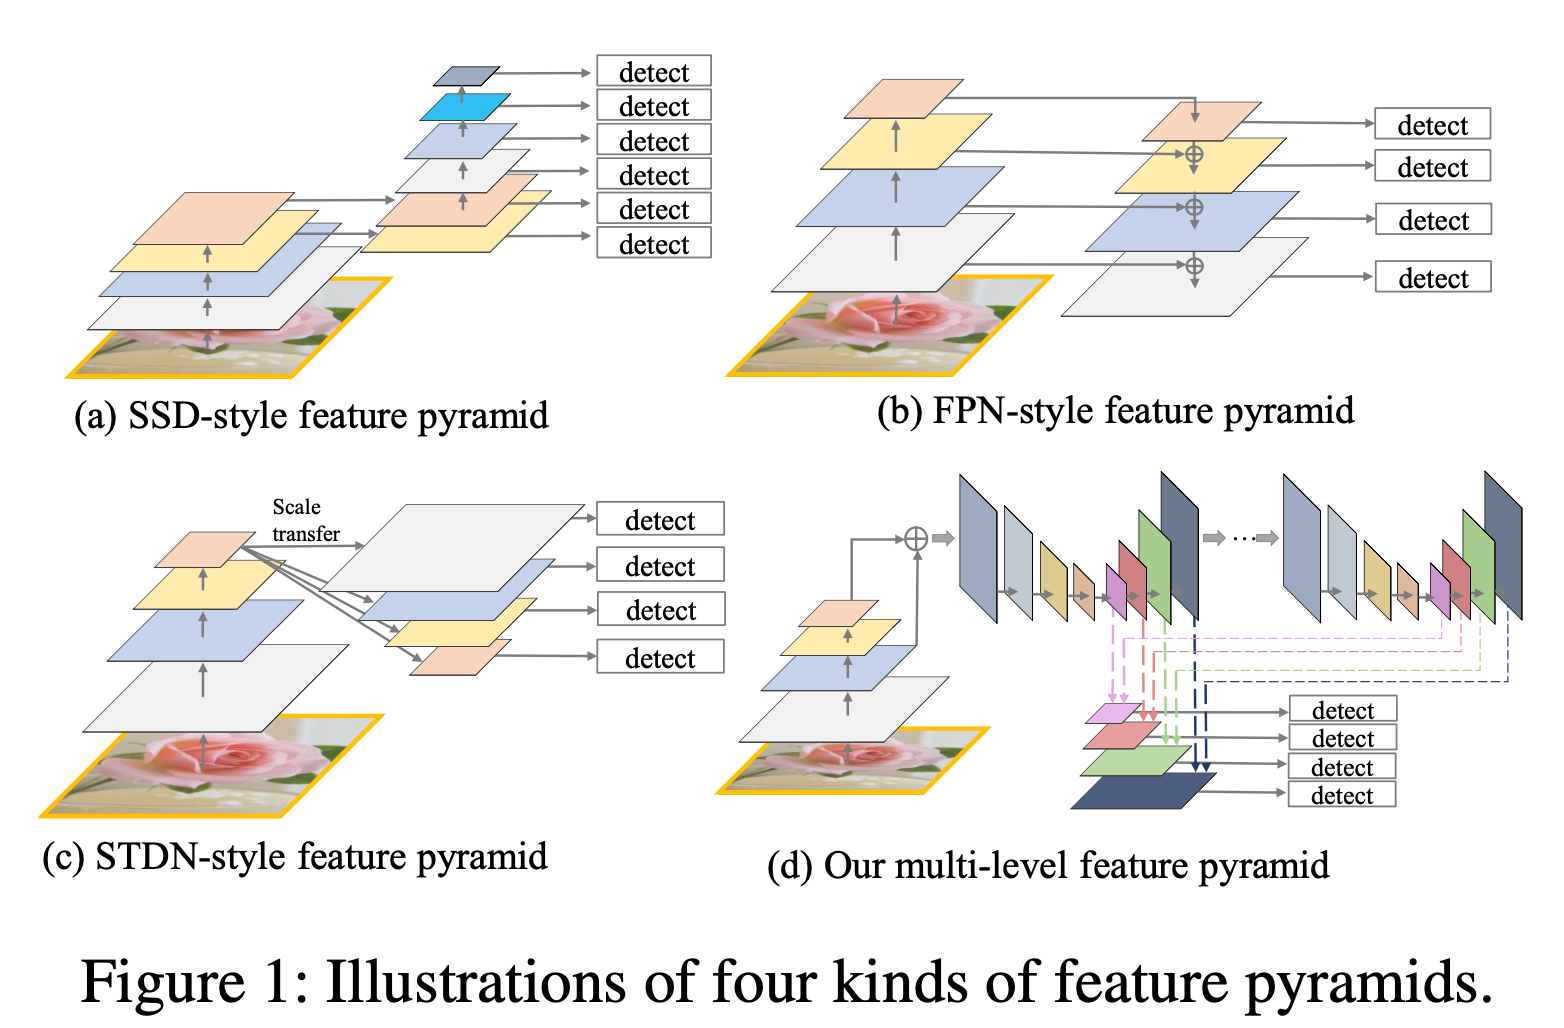 detect
detect
detect
detect
detect
detect
(a) SSD-style feature pyramid
detect
detect
detect
detect
(b) FPN-style feature pyramid
Scale
transfer
detect
detect
detect
detect
(c) STDN-style feature pyramid
...
detect
detect
detect
detect
(d) Our multi-level feature pyramid
Figure 1: Illustrations of four kinds of feature pyramids.